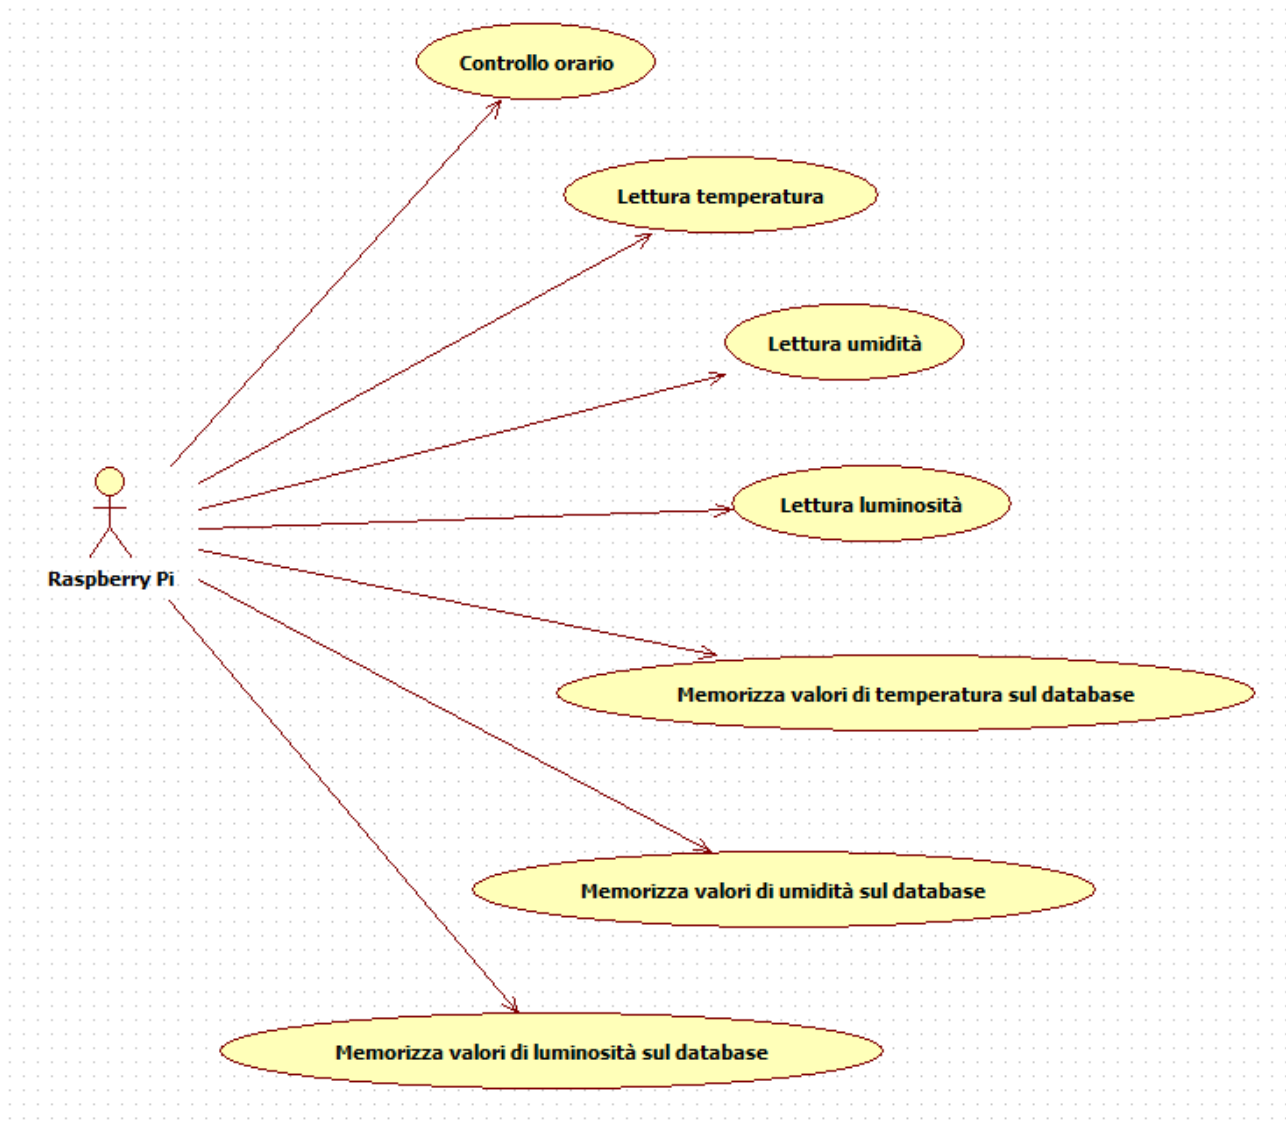 Controllo orario
Lettura temperatura
Lettura umidità
Lettura luminosità
Raspberry Pi
Memorizza valori di temperatura sul database
Memorizza valori di umidità sul database
Memorizza valori di luminosità sul database